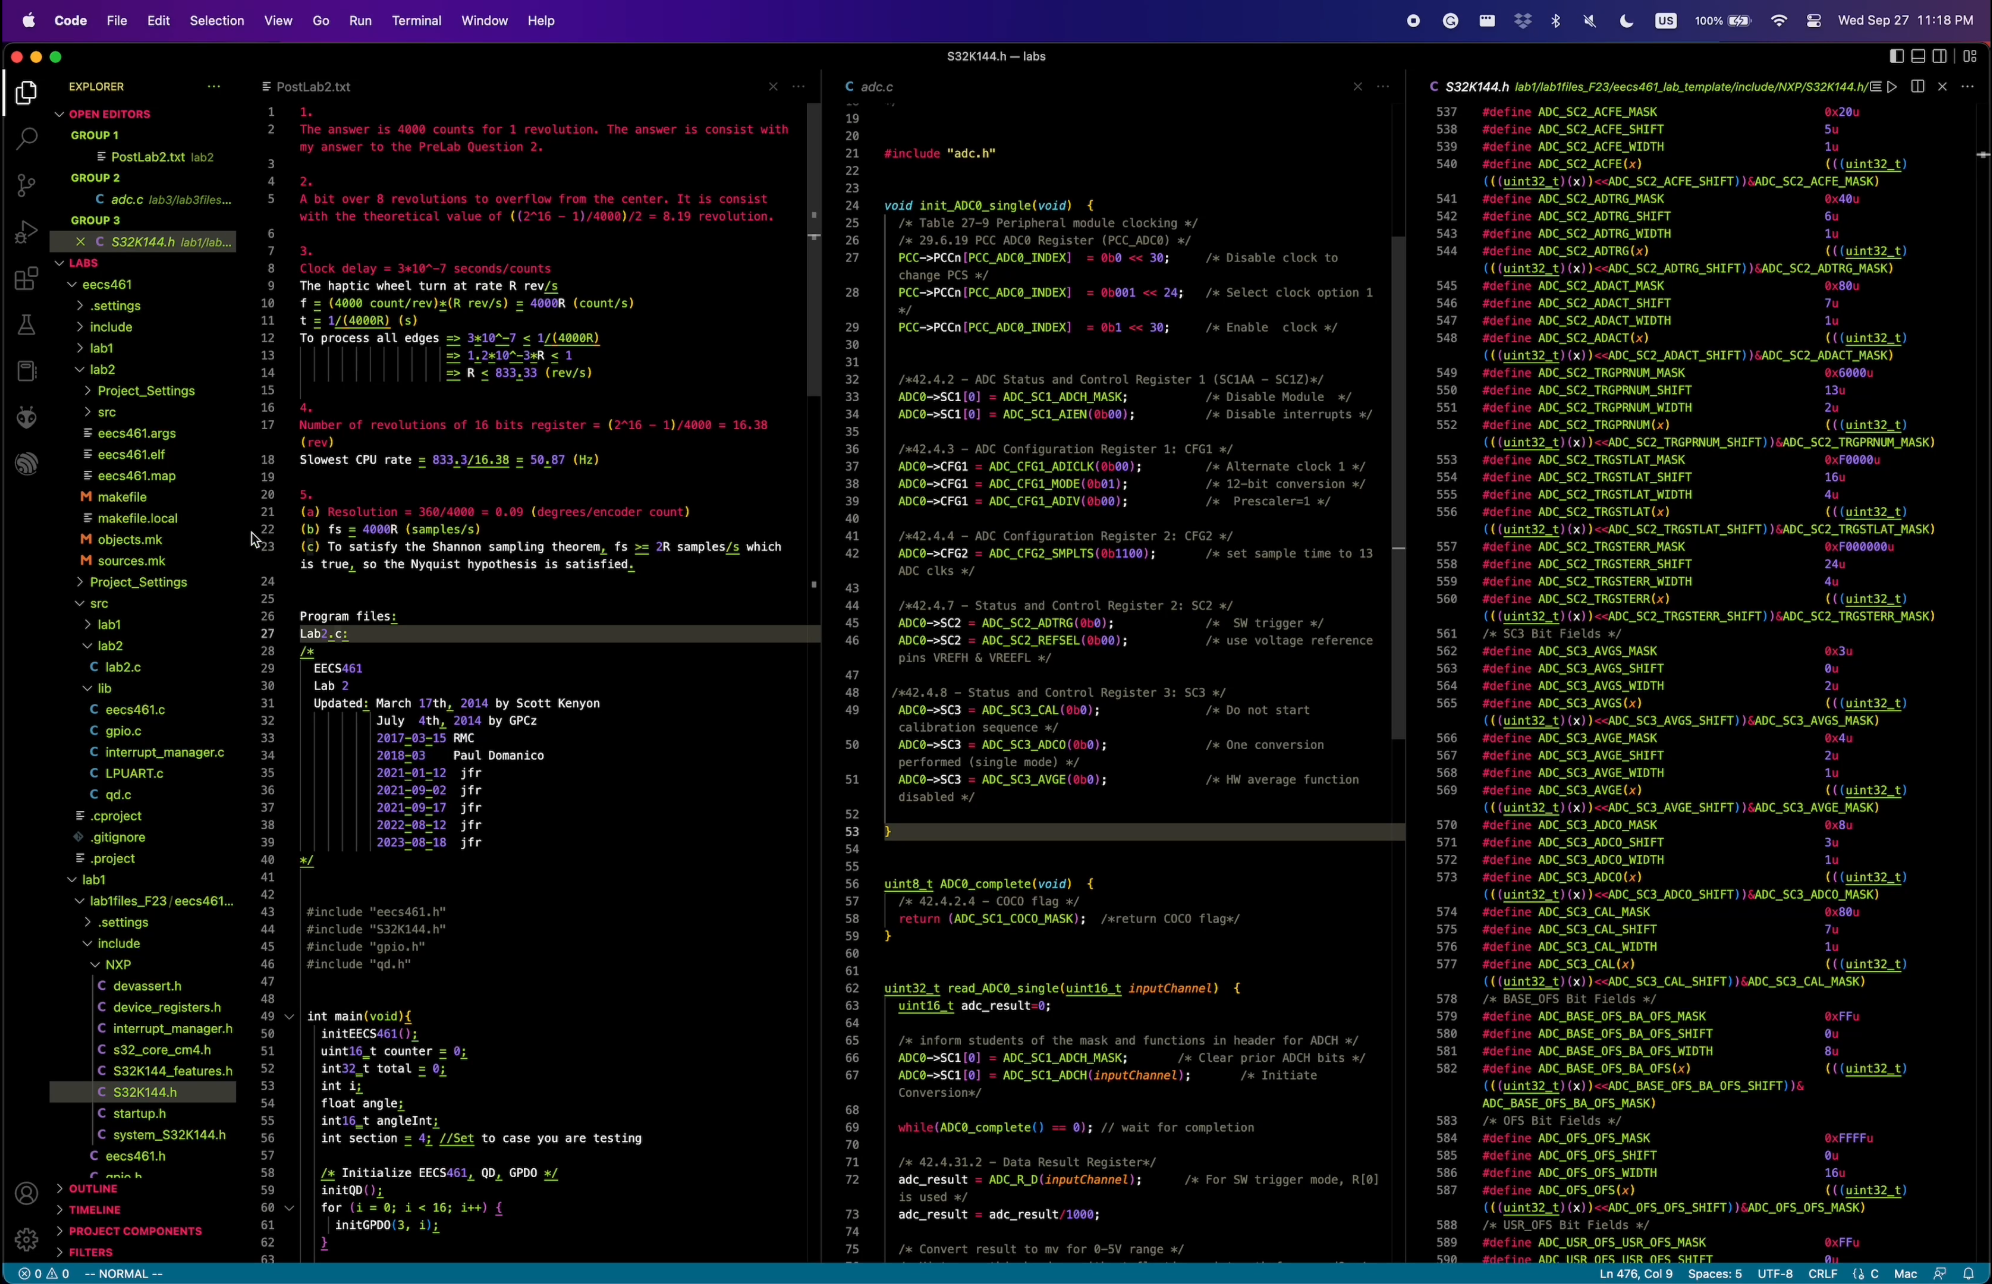 Code File Edit Selection View Go Run Terminal Window Help US 100% Wed Sep 27 11:18 PM
S32K144.h — labs
EXPLORER
OPEN EDITORS
GROUP 1
PostLab2.txt lab2
GROUP 2
C adc.c lab3/lab3files...
GROUP 3
C S32K144.h lab1/lab...
LABS
eecs461
.settings
include
lab1
lab2
Project_Settings
src
eecs461.args
eecs461.elf
eecs461.map
M makefile
makefile.local
M objects.mk
M sources.mk
Project_Settings
src
lab1
lab2
C lab2.c
lib
C eecs461.c
C gpio.c
C interrupt_manager.c
C LPUART.c
C qd.c
.cproject
.gitignore
.project
lab1
lab1files_F23/eecs461...
.settings
include
NXP
C devassert.h
C device_registers.h
C interrupt_manager.h
C s32_core_cm4.h
C S32K144_features.h
C S32K144.h
C startup.h
C system_S32K144.h
C eecs461.h
C gpio.h
OUTLINE
TIMELINE
PROJECT COMPONENTS
FILTERS
PostLab2.txt
1 1.
2 The answer is 4000 counts for 1 revolution. The answer is consist with
my answer to the PreLab Question 2.
3
4 2.
5 A bit over 8 revolutions to overflow from the center. It is consist
with the theoretical value of ((2^16 - 1)/4000)/2 = 8.19 revolution.
6
7 3.
8 Clock delay = 3*10^-7 seconds/counts
9 The haptic wheel turn at rate R rev/s
10 f = (4000 count/rev)*(R rev/s) = 4000R (count/s)
11 t = 1/(4000R) (s)
12 To process all edges => 3*10^-7 < 1/(4000R)
13 => 1.2*10^-3*R < 1
14 => R < 833.33 (rev/s)
15
16 4.
17 Number of revolutions of 16 bits register = (2^16 - 1)/4000 = 16.38
(rev)
18 Slowest CPU rate = 833.3/16.38 = 50.87 (Hz)
19
20 5.
21 (a) Resolution = 360/4000 = 0.09 (degrees/encoder count)
22 (b) fs = 4000R (samples/s)
23 (c) To satisfy the Shannon sampling theorem, fs >= 2R samples/s which
is true, so the Nyquist hypothesis is satisfied.
24
25
26 Program files:
27 Lab2.c:
28 /*
29 EECS461
30 Lab 2
31 Updated: March 17th, 2014 by Scott Kenyon
32 July 4th, 2014 by GPCz
33 2017-03-15 RMC
34 2018-03 Paul Domanico
35 2021-01-12 jfr
36 2021-09-02 jfr
37 2021-09-17 jfr
38 2022-08-12 jfr
39 2023-08-18 jfr
40 */
41
42
43 #include "eecs461.h"
44 #include "S32K144.h"
45 #include "gpio.h"
46 #include "qd.h"
47
48
49 int main(void){
50 initEECS461();
51 uint16_t counter = 0;
52 int32_t total = 0;
53 int i;
54 float angle;
55 int16_t angleInt;
56 int section = 4; //Set to case you are testing
57
58 /* Initialize EECS461, QD, GPDO */
59 initQD();
60 for (i = 0; i < 16; i++) {
61 initGPDO(3, i);
62 }
63
C adc.c
19
20
21 #include "adc.h"
22
23
24 void init_ADC0_single(void) {
25 /* Table 27-9 Peripheral module clocking */
26 /* 29.6.19 PCC ADC0 Register (PCC_ADC0) */
27 PCC->PCCn[PCC_ADC0_INDEX] = 0b0 << 30; /* Disable clock to
change PCS */
28 PCC->PCCn[PCC_ADC0_INDEX] = 0b001 << 24; /* Select clock option 1
*/
29 PCC->PCCn[PCC_ADC0_INDEX] = 0b1 << 30; /* Enable clock */
30
31
32 /*42.4.2 - ADC Status and Control Register 1 (SC1AA - SC1Z)*/
33 ADC0->SC1[0] = ADC_SC1_ADCH_MASK; /* Disable Module */
34 ADC0->SC1[0] = ADC_SC1_AIEN(0b00); /* Disable interrupts */
35
36 /*42.4.3 - ADC Configuration Register 1: CFG1 */
37 ADC0->CFG1 = ADC_CFG1_ADICLK(0b00); /* Alternate clock 1 */
38 ADC0->CFG1 = ADC_CFG1_MODE(0b01); /* 12-bit conversion */
39 ADC0->CFG1 = ADC_CFG1_ADIV(0b00); /* Prescaler=1 */
40
41 /*42.4.4 - ADC Configuration Register 2: CFG2 */
42 ADC0->CFG2 = ADC_CFG2_SMPLTS(0b1100); /* set sample time to 13
ADC clks */
43
44 /*42.4.7 - Status and Control Register 2: SC2 */
45 ADC0->SC2 = ADC_SC2_ADTRG(0b0); /* SW trigger */
46 ADC0->SC2 = ADC_SC2_REFSEL(0b00); /* use voltage reference
pins VREFH & VREEFL */
47
48 /*42.4.8 - Status and Control Register 3: SC3 */
49 ADC0->SC3 = ADC_SC3_CAL(0b0); /* Do not start
calibration sequence */
50 ADC0->SC3 = ADC_SC3_ADCO(0b0); /* One conversion
performed (single mode) */
51 ADC0->SC3 = ADC_SC3_AVGE(0b0); /* HW average function
disabled */
52
53 }
54
55
56 uint8_t ADC0_complete(void) {
57 /* 42.4.2.4 - COCO flag */
58 return (ADC_SC1_COCO_MASK); /*return COCO flag*/
59 }
60
61
62 uint32_t read_ADC0_single(uint16_t inputChannel) {
63 uint16_t adc_result=0;
64
65 /* inform students of the mask and functions in header for ADCH */
66 ADC0->SC1[0] = ADC_SC1_ADCH_MASK; /* Clear prior ADCH bits */
67 ADC0->SC1[0] = ADC_SC1_ADCH(inputChannel); /* Initiate
Conversion*/
68
69 while(ADC0_complete() == 0); // wait for completion
70
71 /* 42.4.31.2 - Data Result Register*/
72 adc_result = ADC_R_D(inputChannel); /* For SW trigger mode, R[0]
is used */
73 adc_result = adc_result/1000;
74
75 /* Convert result to mv for 0-5V range */
C S32K144.h lab1/lab1files_F23/eecs461_lab_template/include/NXP/S32K144.h/
537 #define ADC_SC2_ACFE_MASK 0x20u
538 #define ADC_SC2_ACFE_SHIFT 5u
539 #define ADC_SC2_ACFE_WIDTH 1u
540 #define ADC_SC2_ACFE(x) (((uint32_t)
(((uint32_t)(x))<<ADC_SC2_ACFE_SHIFT))&ADC_SC2_ACFE_MASK)
541 #define ADC_SC2_ADTRG_MASK 0x40u
542 #define ADC_SC2_ADTRG_SHIFT 6u
543 #define ADC_SC2_ADTRG_WIDTH 1u
544 #define ADC_SC2_ADTRG(x) (((uint32_t)
(((uint32_t)(x))<<ADC_SC2_ADTRG_SHIFT))&ADC_SC2_ADTRG_MASK)
545 #define ADC_SC2_ADACT_MASK 0x80u
546 #define ADC_SC2_ADACT_SHIFT 7u
547 #define ADC_SC2_ADACT_WIDTH 1u
548 #define ADC_SC2_ADACT(x) (((uint32_t)
(((uint32_t)(x))<<ADC_SC2_ADACT_SHIFT))&ADC_SC2_ADACT_MASK)
549 #define ADC_SC2_TRGPRNUM_MASK 0x6000u
550 #define ADC_SC2_TRGPRNUM_SHIFT 13u
551 #define ADC_SC2_TRGPRNUM_WIDTH 2u
552 #define ADC_SC2_TRGPRNUM(x) (((uint32_t)
(((uint32_t)(x))<<ADC_SC2_TRGPRNUM_SHIFT))&ADC_SC2_TRGPRNUM_MASK)
553 #define ADC_SC2_TRGSTLAT_MASK 0xF0000u
554 #define ADC_SC2_TRGSTLAT_SHIFT 16u
555 #define ADC_SC2_TRGSTLAT_WIDTH 4u
556 #define ADC_SC2_TRGSTLAT(x) (((uint32_t)
(((uint32_t)(x))<<ADC_SC2_TRGSTLAT_SHIFT))&ADC_SC2_TRGSTLAT_MASK)
557 #define ADC_SC2_TRGSTERR_MASK 0xF000000u
558 #define ADC_SC2_TRGSTERR_SHIFT 24u
559 #define ADC_SC2_TRGSTERR_WIDTH 4u
560 #define ADC_SC2_TRGSTERR(x) (((uint32_t)
(((uint32_t)(x))<<ADC_SC2_TRGSTERR_SHIFT))&ADC_SC2_TRGSTERR_MASK)
561 /* SC3 Bit Fields */
562 #define ADC_SC3_AVGS_MASK 0x3u
563 #define ADC_SC3_AVGS_SHIFT 0u
564 #define ADC_SC3_AVGS_WIDTH 2u
565 #define ADC_SC3_AVGS(x) (((uint32_t)
(((uint32_t)(x))<<ADC_SC3_AVGS_SHIFT))&ADC_SC3_AVGS_MASK)
566 #define ADC_SC3_AVGE_MASK 0x4u
567 #define ADC_SC3_AVGE_SHIFT 2u
568 #define ADC_SC3_AVGE_WIDTH 1u
569 #define ADC_SC3_AVGE(x) (((uint32_t)
(((uint32_t)(x))<<ADC_SC3_AVGE_SHIFT))&ADC_SC3_AVGE_MASK)
570 #define ADC_SC3_ADCO_MASK 0x8u
571 #define ADC_SC3_ADCO_SHIFT 3u
572 #define ADC_SC3_ADCO_WIDTH 1u
573 #define ADC_SC3_ADCO(x) (((uint32_t)
(((uint32_t)(x))<<ADC_SC3_ADCO_SHIFT))&ADC_SC3_ADCO_MASK)
574 #define ADC_SC3_CAL_MASK 0x80u
575 #define ADC_SC3_CAL_SHIFT 7u
576 #define ADC_SC3_CAL_WIDTH 1u
577 #define ADC_SC3_CAL(x) (((uint32_t)
(((uint32_t)(x))<<ADC_SC3_CAL_SHIFT))&ADC_SC3_CAL_MASK)
578 /* BASE_OFS Bit Fields */
579 #define ADC_BASE_OFS_BA_OFS_MASK 0xFFu
580 #define ADC_BASE_OFS_BA_OFS_SHIFT 0u
581 #define ADC_BASE_OFS_BA_OFS_WIDTH 8u
582 #define ADC_BASE_OFS_BA_OFS(x) (((uint32_t)
(((uint32_t)(x))<<ADC_BASE_OFS_BA_OFS_SHIFT))&
ADC_BASE_OFS_BA_OFS_MASK)
583 /* OFS Bit Fields */
584 #define ADC_OFS_OFS_MASK 0xFFFFu
585 #define ADC_OFS_OFS_SHIFT 0u
586 #define ADC_OFS_OFS_WIDTH 16u
587 #define ADC_OFS_OFS(x) (((uint32_t)
(((uint32_t)(x))<<ADC_OFS_OFS_SHIFT))&ADC_OFS_OFS_MASK)
588 /* USR_OFS Bit Fields */
589 #define ADC_USR_OFS_USR_OFS_MASK 0xFFu
590 #define ADC_USR_OFS_USR_OFS_SHIFT 0u
0 0 -- NORMAL -- Ln 476, Col 9 Spaces: 5 UTF-8 CRLF {} C Mac